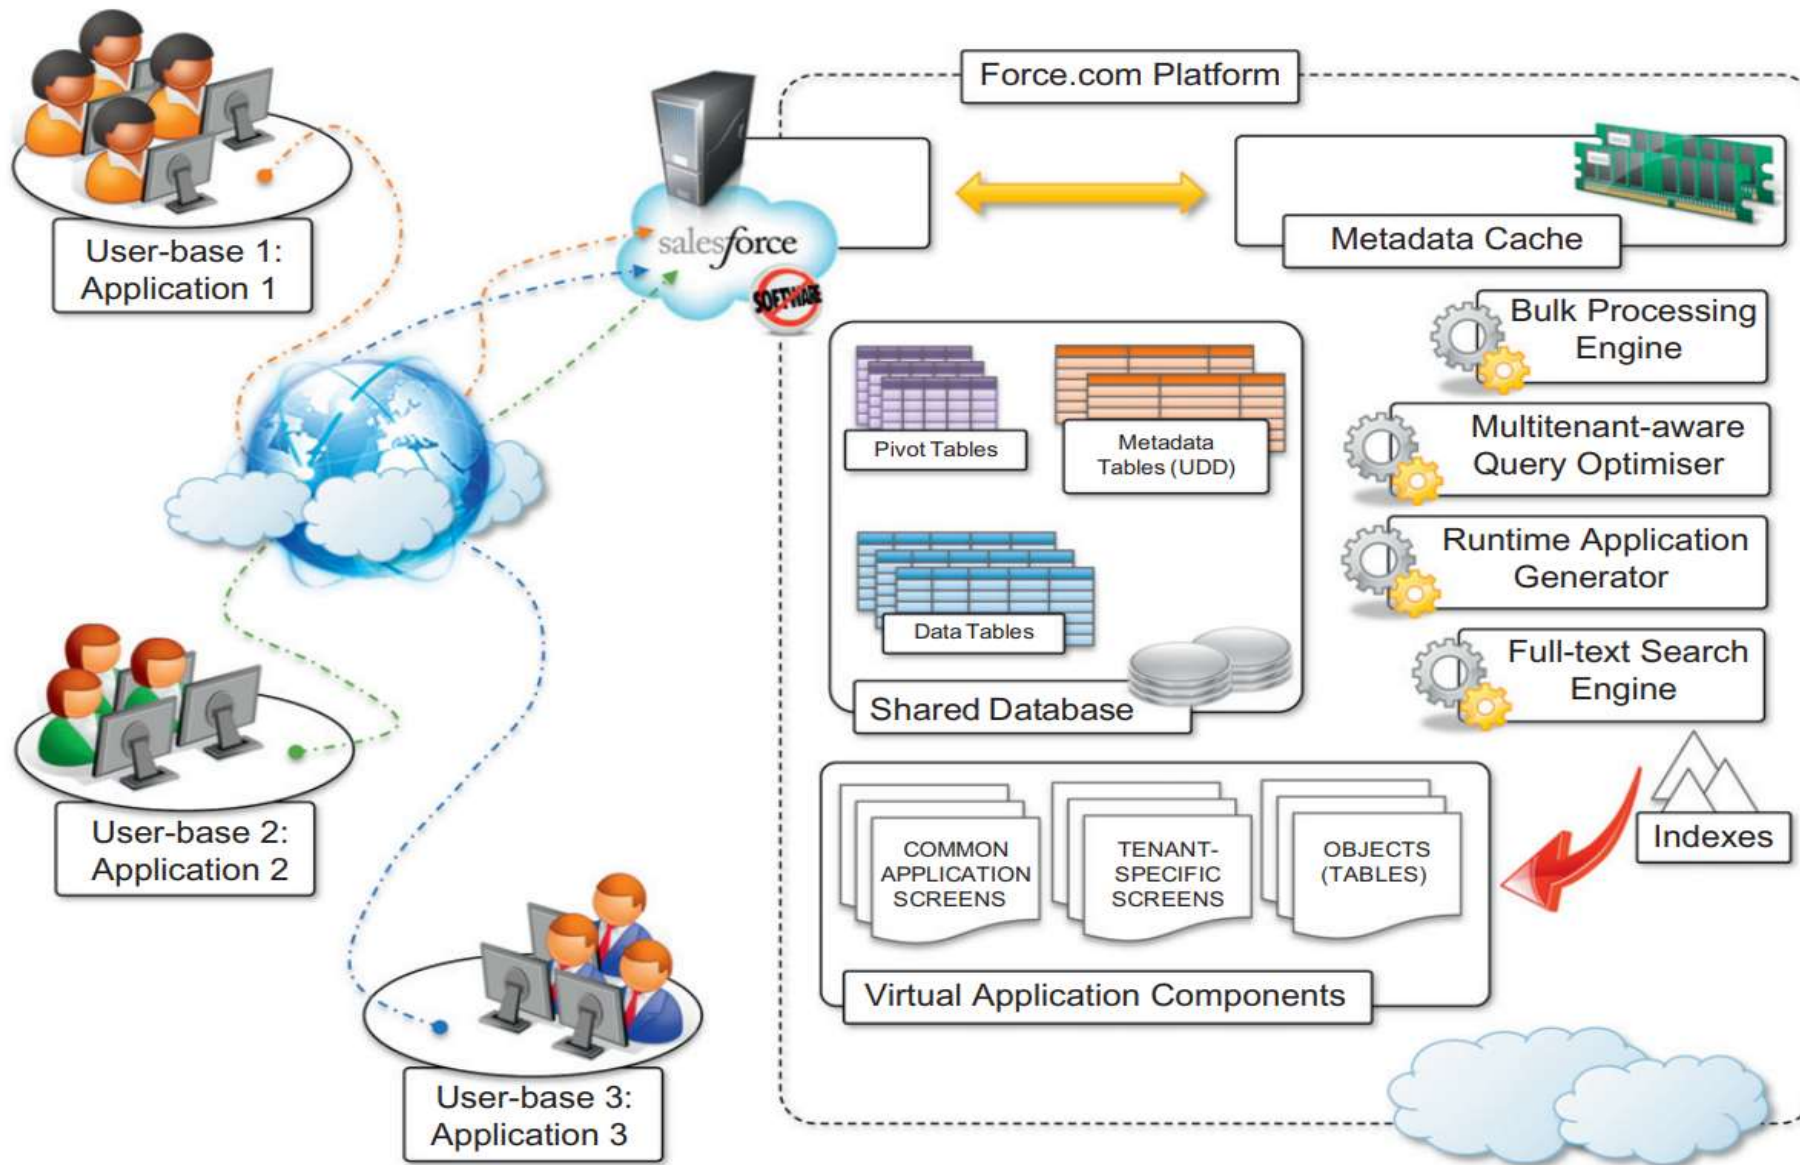 Force.com Platform
User-base 1:
Application 1
salesforce
SOFTWARE
Metadata Cache
Bulk Processing
Engine
Pivot Tables
Metadata
Tables (UDD)
Multitenant-aware
Query Optimiser
Runtime Application
Generator
Data Tables
Full-text Search
Engine
Shared Database
Indexes
User-base 2:
Application 2
COMMON
APPLICATION
SCREENS
TENANT-
SPECIFIC
SCREENS
OBJECTS
(TABLES)
Virtual Application Components
User-base 3:
Application 3